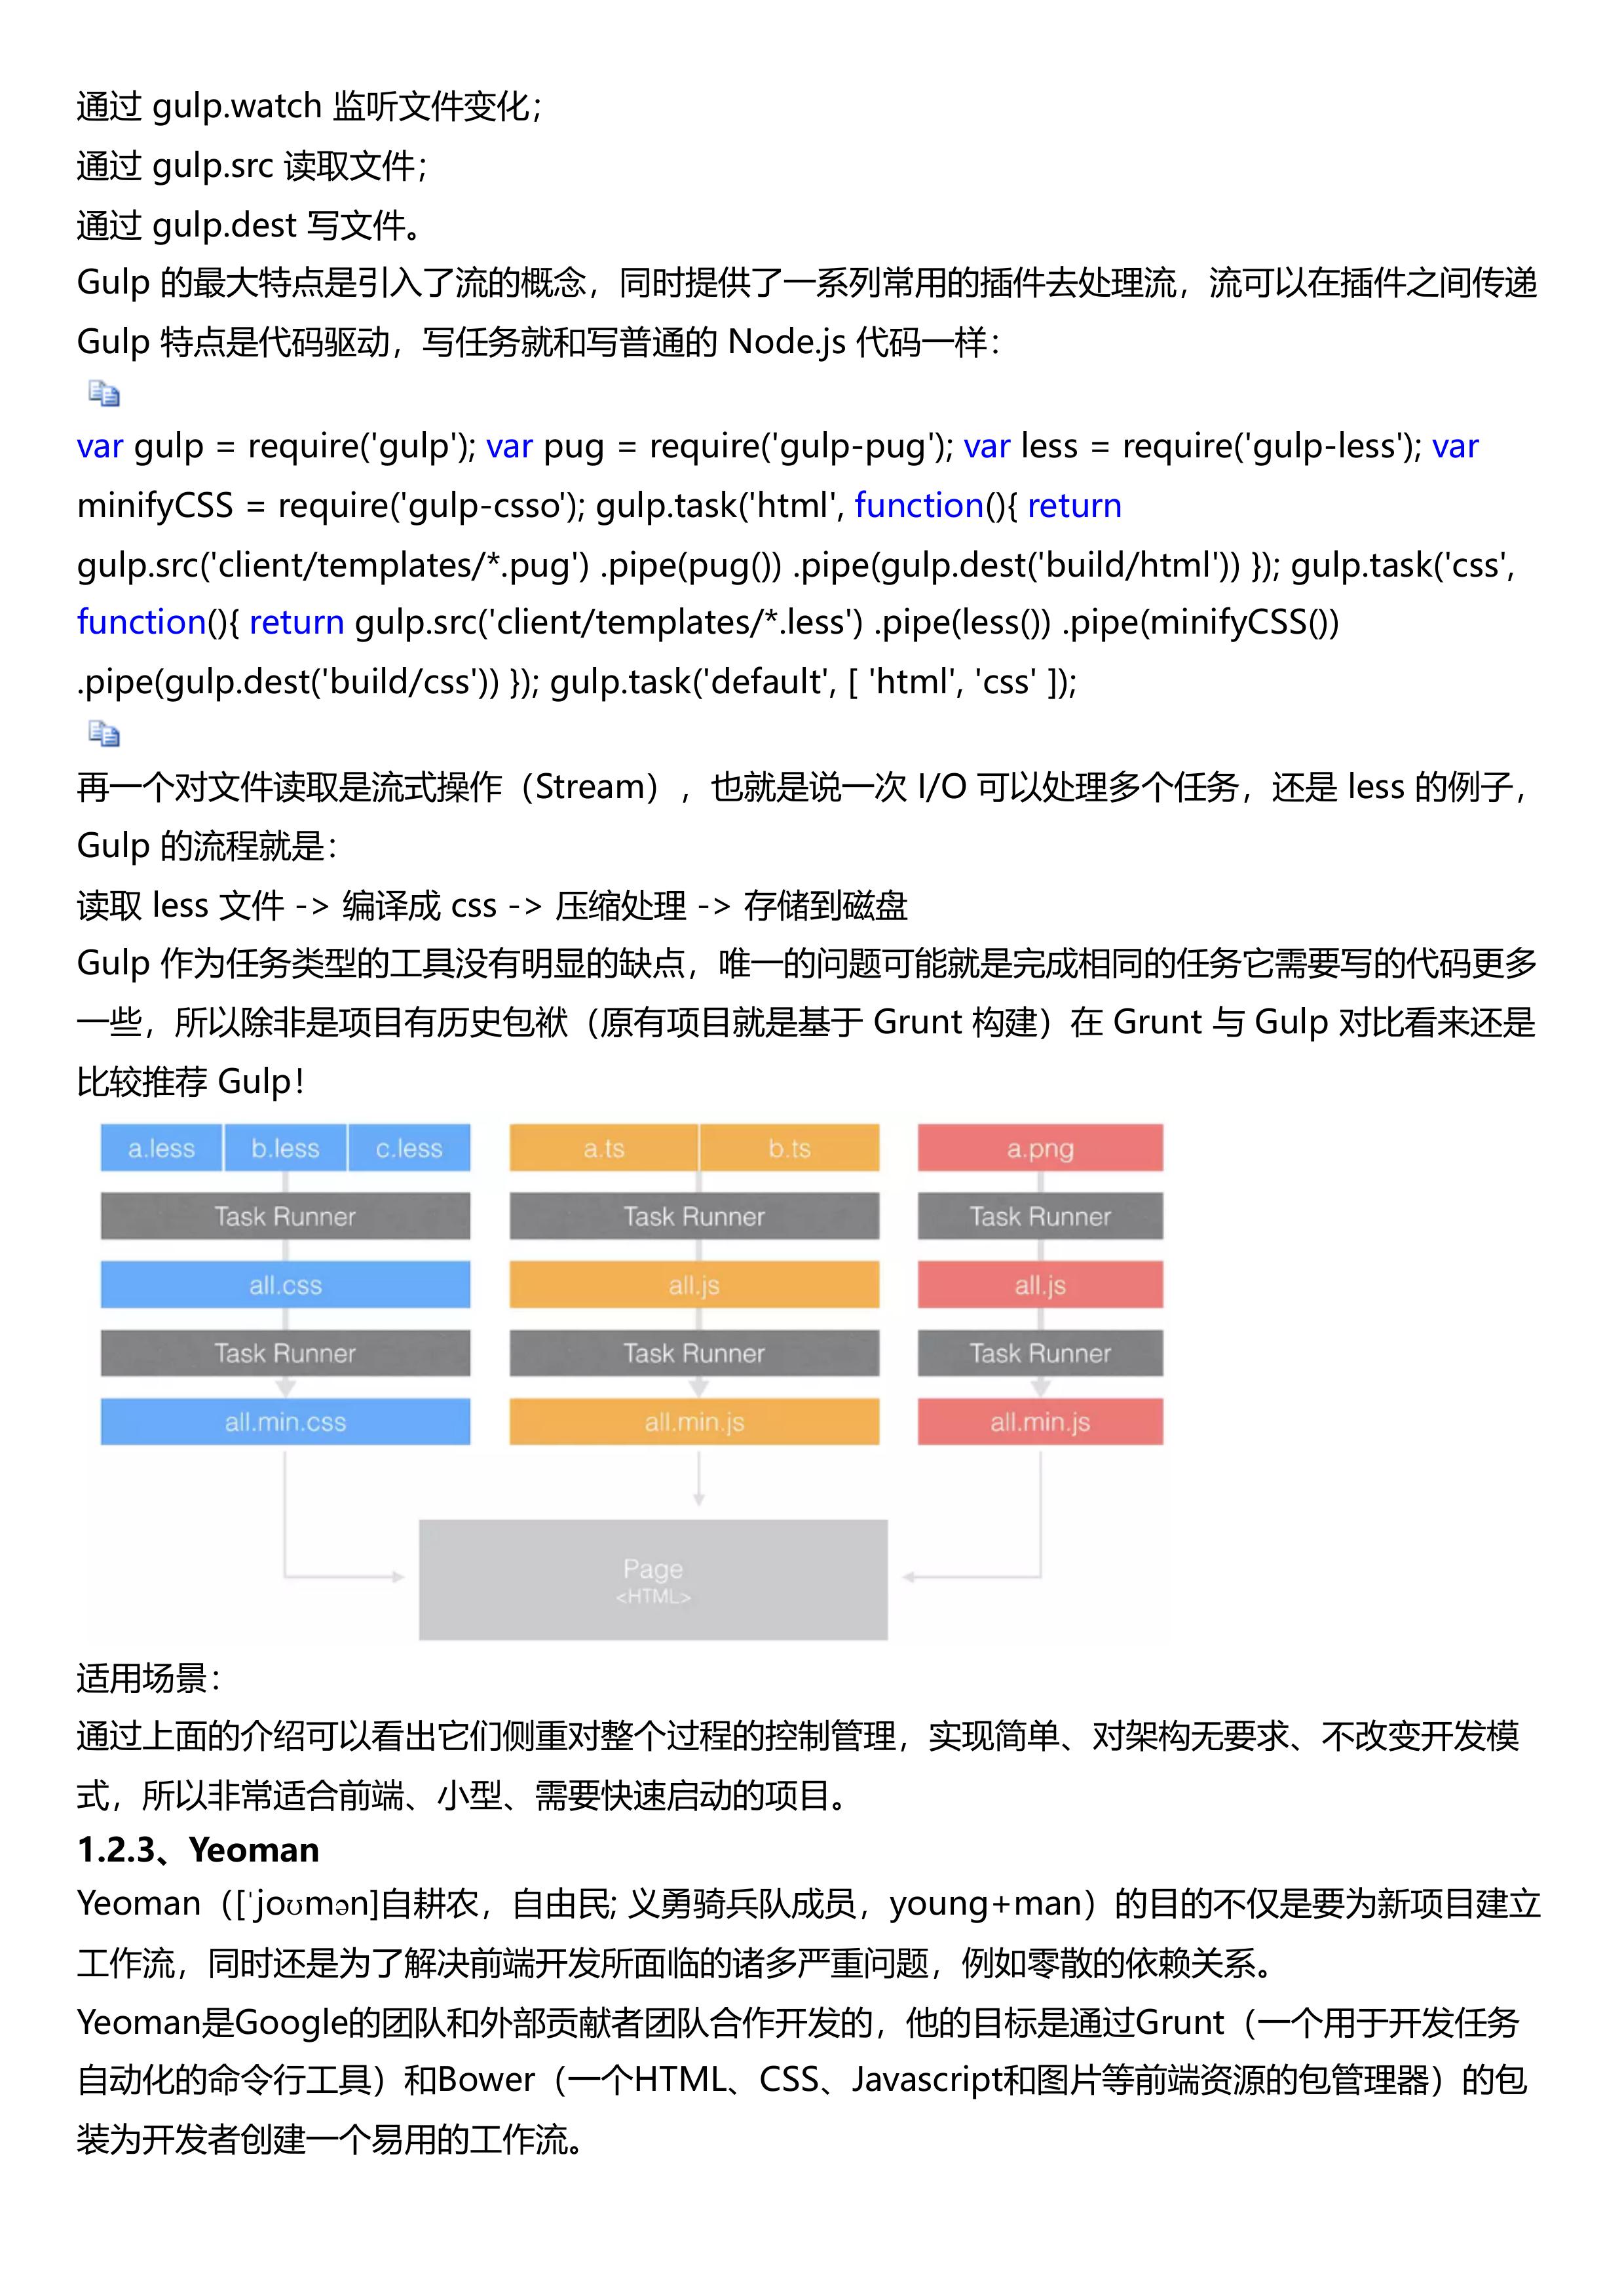 通过 gulp.watch 监听文件变化；
通过 gulp.src 读取文件；
通过 gulp.dest 写文件。
Gulp 的最大特点是引入了流的概念，同时提供了一系列常用的插件去处理流，流可以在插件之间传递
Gulp 特点是代码驱动，写任务就和写普通的 Node.js 代码一样：
var gulp = require('gulp'); var pug = require('gulp-pug'); var less = require('gulp-less'); var
minifyCSS = require('gulp-csso'); gulp.task('html', function(){ return
gulp.src('client/templates/*.pug') .pipe(pug()) .pipe(gulp.dest('build/html')) }); gulp.task('css',
function(){ return gulp.src('client/templates/*.less') .pipe(less()) .pipe(minifyCSS())
.pipe(gulp.dest('build/css')) }); gulp.task('default', [ 'html', 'css' ]);
再一个对文件读取是流式操作（Stream），也就是说一次 I/O 可以处理多个任务，还是 less 的例子，
Gulp 的流程就是：
读取 less 文件 -> 编译成 css -> 压缩处理 -> 存储到磁盘
Gulp 作为任务类型的工具没有明显的缺点，唯一的问题可能就是完成相同的任务它需要写的代码更多
一些，所以除非是项目有历史包袱（原有项目就是基于 Grunt 构建）在 Grunt 与 Gulp 对比看来还是
比较推荐 Gulp！
a.less b.less c.less a.ts b.ts a.png
Task Runner Task Runner Task Runner
all.css all.js all.js
Task Runner Task Runner Task Runner
all.min.css all.min.js all.min.js
Page
<HTML>
适用场景：
通过上面的介绍可以看出它们侧重对整个过程的控制管理，实现简单、对架构无要求、不改变开发模
式，所以非常适合前端、小型、需要快速启动的项目。
1.2.3、Yeoman
Yeoman（[ˈjoʊmən]自耕农，自由民; 义勇骑兵队成员，young+man）的目的不仅是要为新项目建立
工作流，同时还是为了解决前端开发所面临的诸多严重问题，例如零散的依赖关系。
Yeoman是Google的团队和外部贡献者团队合作开发的，他的目标是通过Grunt（一个用于开发任务
自动化的命令行工具）和Bower（一个HTML、CSS、Javascript和图片等前端资源的包管理器）的包
装为开发者创建一个易用的工作流。